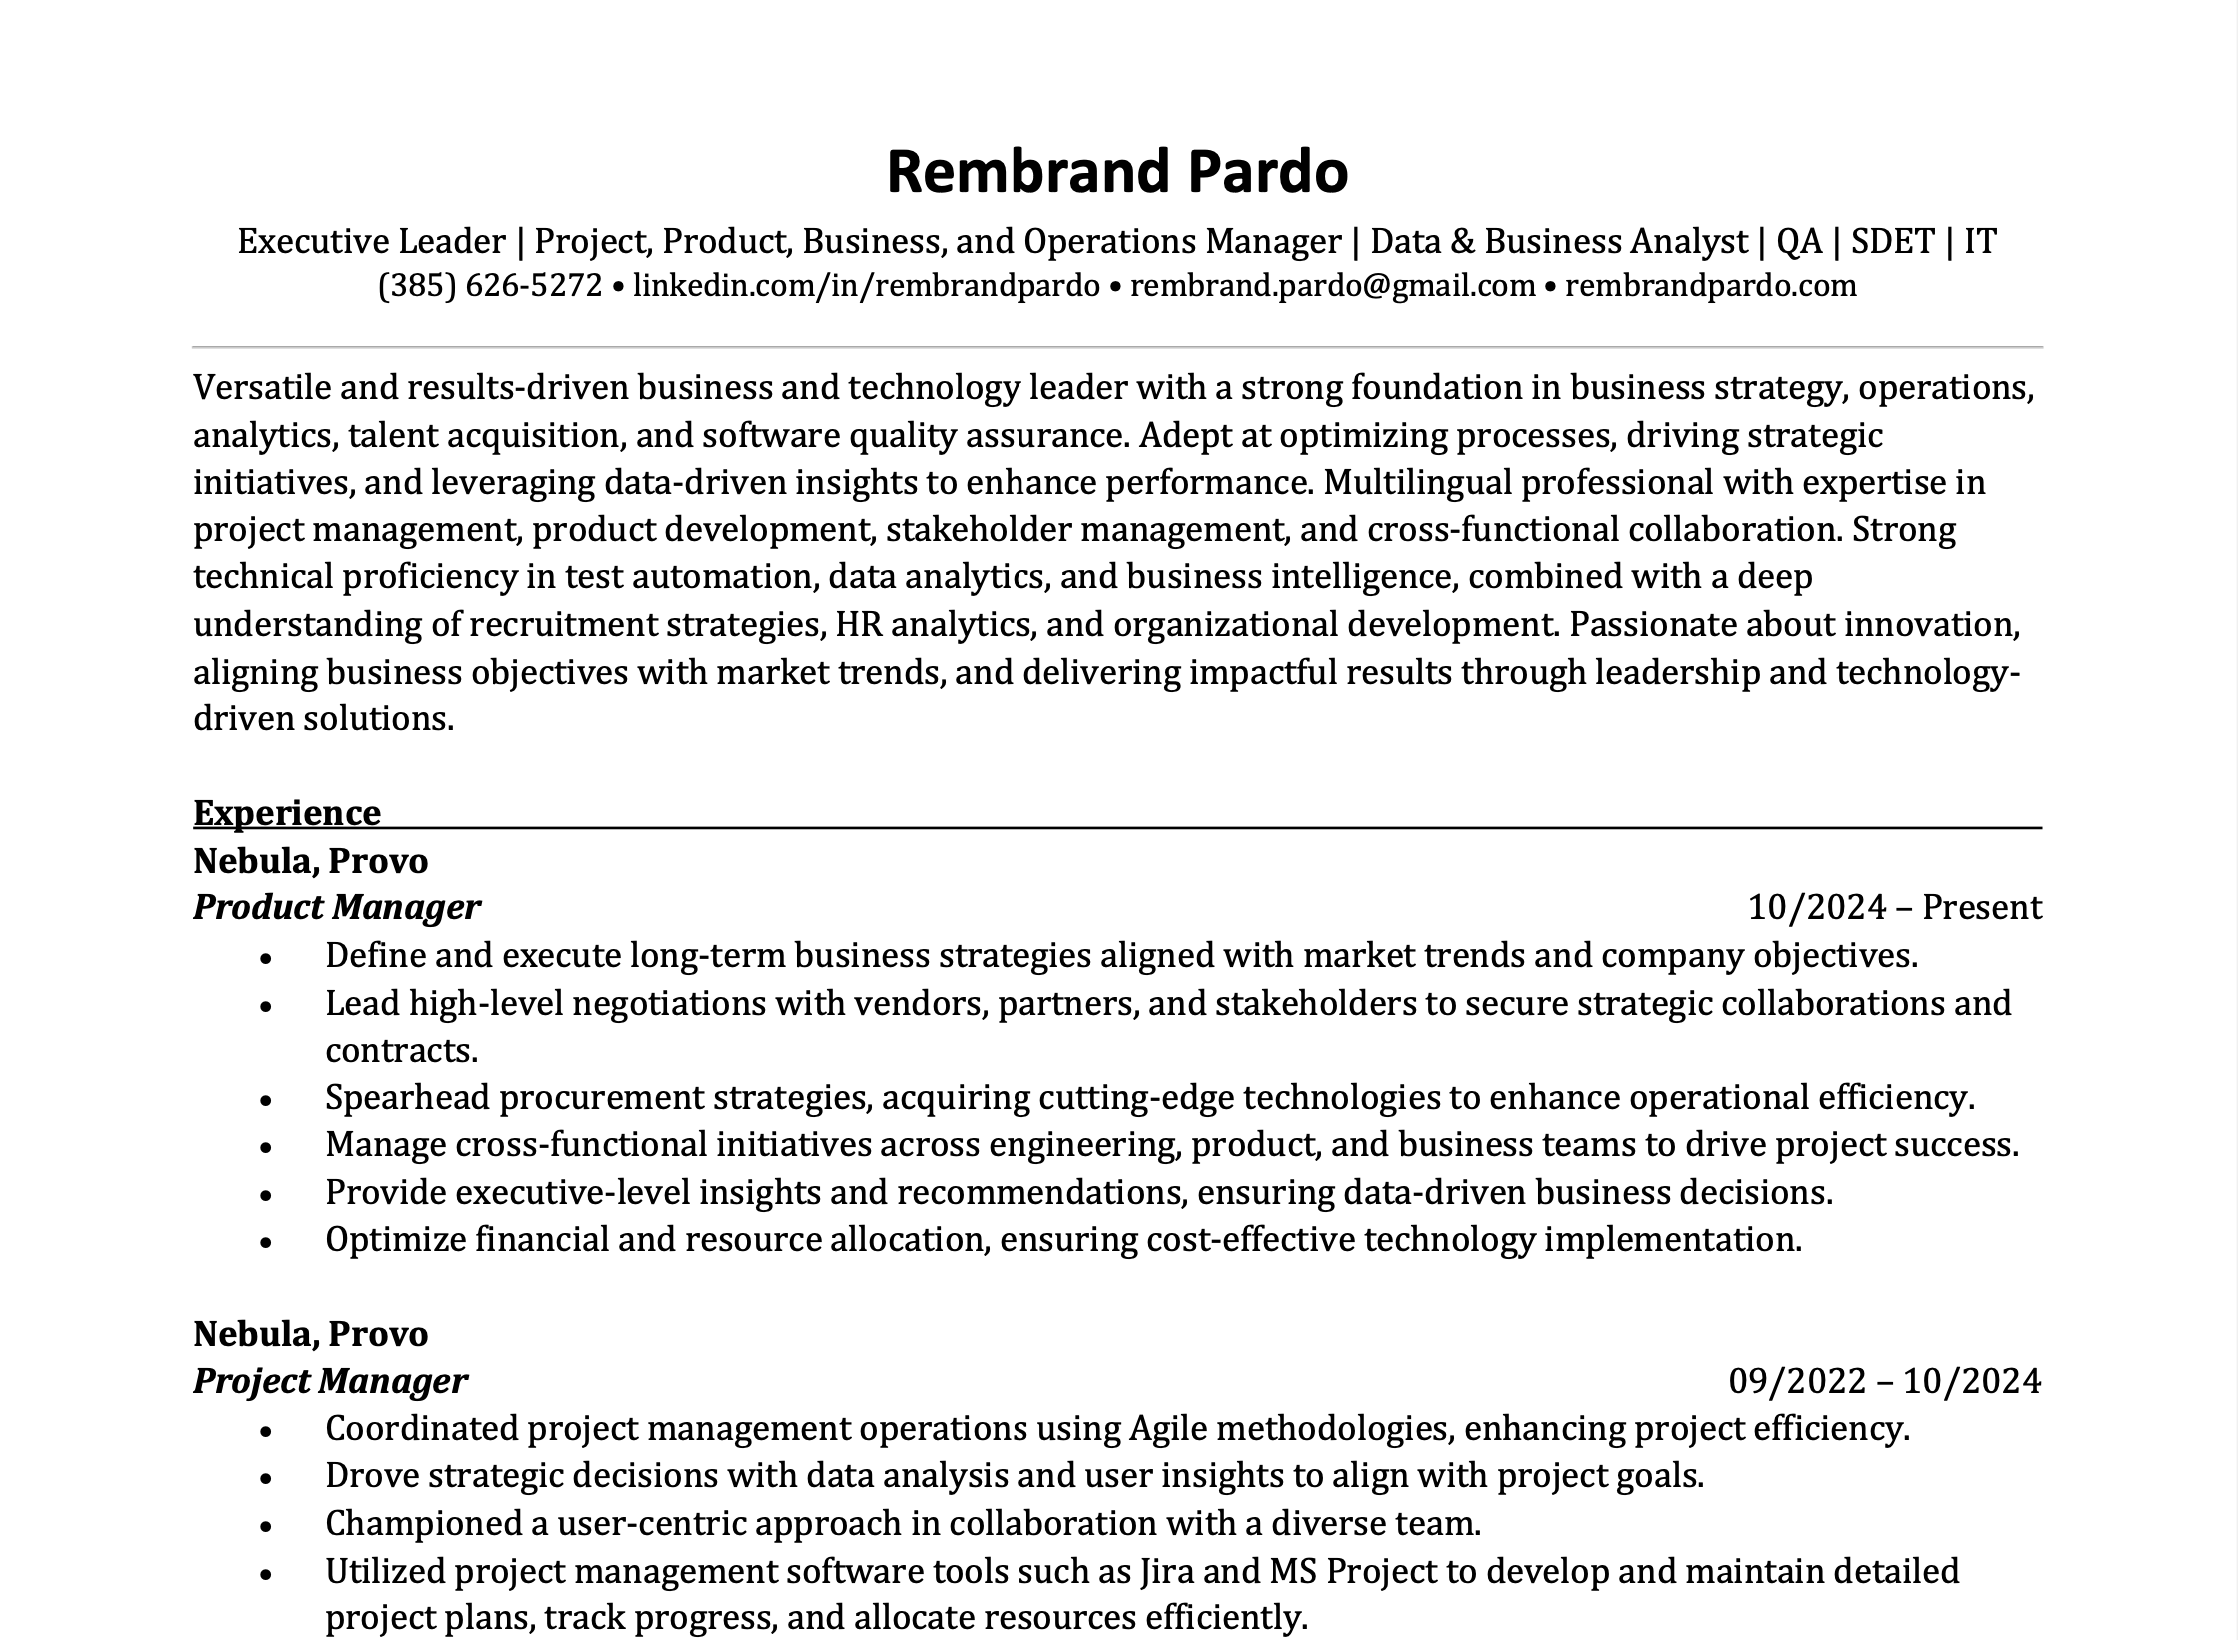 Rembrand Pardo
Executive Leader | Project, Product, Business, and Operations Manager | Data & Business Analyst | QA | SDET | IT
(385) 626-5272 • linkedin.com/in/rembrandpardo • rembrand.pardo@gmail.com • rembrandpardo.com
Versatile and results-driven business and technology leader with a strong foundation in business strategy, operations,
analytics, talent acquisition, and software quality assurance. Adept at optimizing processes, driving strategic
initiatives, and leveraging data-driven insights to enhance performance. Multilingual professional with expertise in
project management, product development, stakeholder management, and cross-functional collaboration. Strong
technical proficiency in test automation, data analytics, and business intelligence, combined with a deep
understanding of recruitment strategies, HR analytics, and organizational development. Passionate about innovation,
aligning business objectives with market trends, and delivering impactful results through leadership and technology-
driven solutions.
Experience
Nebula, Provo
Product Manager 10/2024 – Present
• Define and execute long-term business strategies aligned with market trends and company objectives.
• Lead high-level negotiations with vendors, partners, and stakeholders to secure strategic collaborations and
contracts.
• Spearhead procurement strategies, acquiring cutting-edge technologies to enhance operational efficiency.
• Manage cross-functional initiatives across engineering, product, and business teams to drive project success.
• Provide executive-level insights and recommendations, ensuring data-driven business decisions.
• Optimize financial and resource allocation, ensuring cost-effective technology implementation.
Nebula, Provo
Project Manager 09/2022 – 10/2024
• Coordinated project management operations using Agile methodologies, enhancing project efficiency.
• Drove strategic decisions with data analysis and user insights to align with project goals.
• Championed a user-centric approach in collaboration with a diverse team.
• Utilized project management software tools such as Jira and MS Project to develop and maintain detailed
project plans, track progress, and allocate resources efficiently.